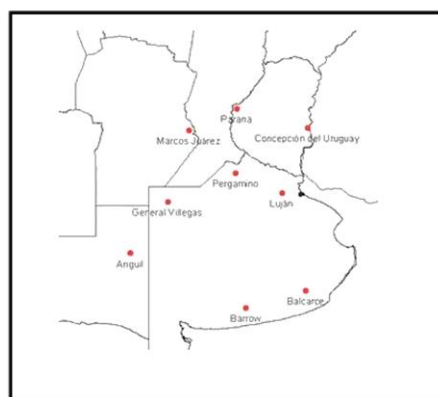 Paraná
Marcos Juárez
Concepción del Uruguay
Pergamino
Luján
General Villegas
Anguil
Balcarce
Barrow